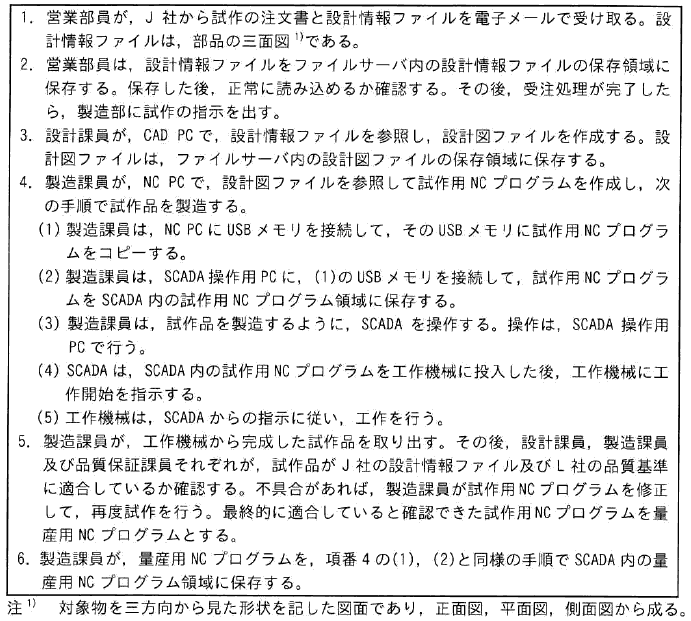 1. 営業部員が，J 社から試作の注文書と設計情報ファイルを電子メールで受け取る。設
計情報ファイルは，部品の三面図1)である。
2. 営業部員は，設計情報ファイルをファイルサーバ内の設計情報ファイルの保存領域に
保存する。保存した後，正常に読み込めるか確認する。その後，受注処理が完了した
ら，製造部に試作の指示を出す。
3. 設計課員が，CAD PC で，設計情報ファイルを参照し，設計図ファイルを作成する。設
計図ファイルは，ファイルサーバ内の設計図ファイルの保存領域に保存する。
4. 製造課員が，NC PC で，設計図ファイルを参照して試作用 NC プログラムを作成し，次
の手順で試作品を製造する。
(1) 製造課員は，NC PC に USB メモリを接続して，その USB メモリに試作用 NC プログラ
ムをコピーする。
(2) 製造課員は，SCADA 操作用 PC に，(1)の USB メモリを接続して，試作用 NC プログラ
ムを SCADA 内の試作用 NC プログラム領域に保存する。
(3) 製造課員は，試作品を製造するように，SCADA を操作する。操作は，SCADA 操作用
PC で行う。
(4) SCADA は，SCADA 内の試作用 NC プログラムを工作機械に投入した後，工作機械に工
作開始を指示する。
(5) 工作機械は，SCADA からの指示に従い，工作を行う。
5. 製造課員が，工作機械から完成した試作品を取り出す。その後，設計課員，製造課員
及び品質保証課員それぞれが，試作品が J 社の設計情報ファイル及び L 社の品質基準
に適合しているか確認する。不具合があれば，製造課員が試作用 NC プログラムを修正
して，再度試作を行う。最終的に適合していると確認できた試作用 NC プログラムを量
産用 NC プログラムとする。
6. 製造課員が，量産用 NC プログラムを，項番 4 の(1)，(2)と同様の手順で SCADA 内の量
産用 NC プログラム領域に保存する。
注1) 対象物を三方向から見た形状を記した図面であり，正面図，平面図，側面図から成る。